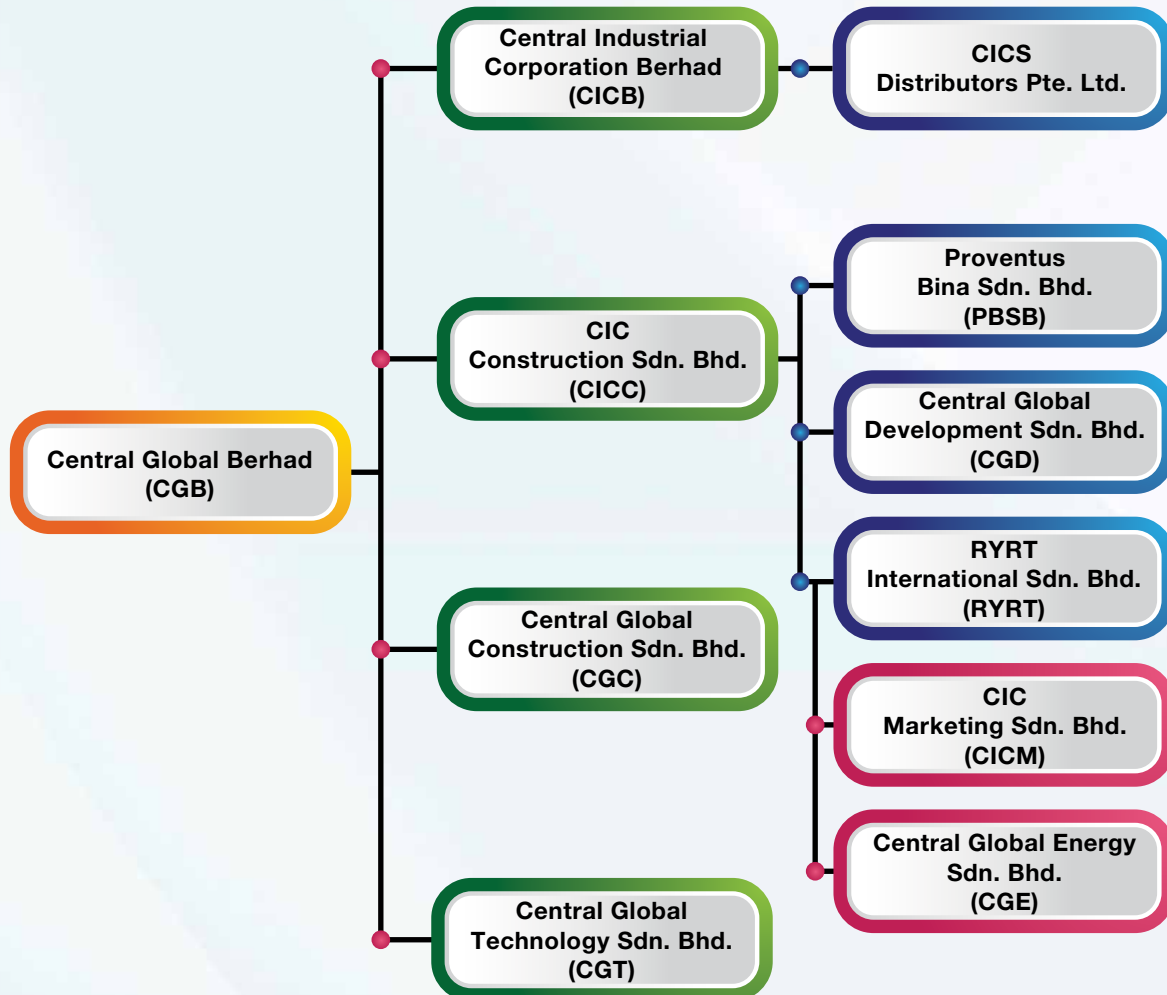 Central Global Berhad
(CGB)
Central Industrial
Corporation Berhad
(CICB)
CICS
Distributors Pte. Ltd.
CIC
Construction Sdn. Bhd.
(CICC)
Proventus
Bina Sdn. Bhd.
(PBSB)
Central Global
Development Sdn. Bhd.
(CGD)
RYRT
International Sdn. Bhd.
(RYRT)
CIC
Marketing Sdn. Bhd.
(CICM)
Central Global Energy
Sdn. Bhd.
(CGE)
Central Global
Construction Sdn. Bhd.
(CGC)
Central Global
Technology Sdn. Bhd.
(CGT)